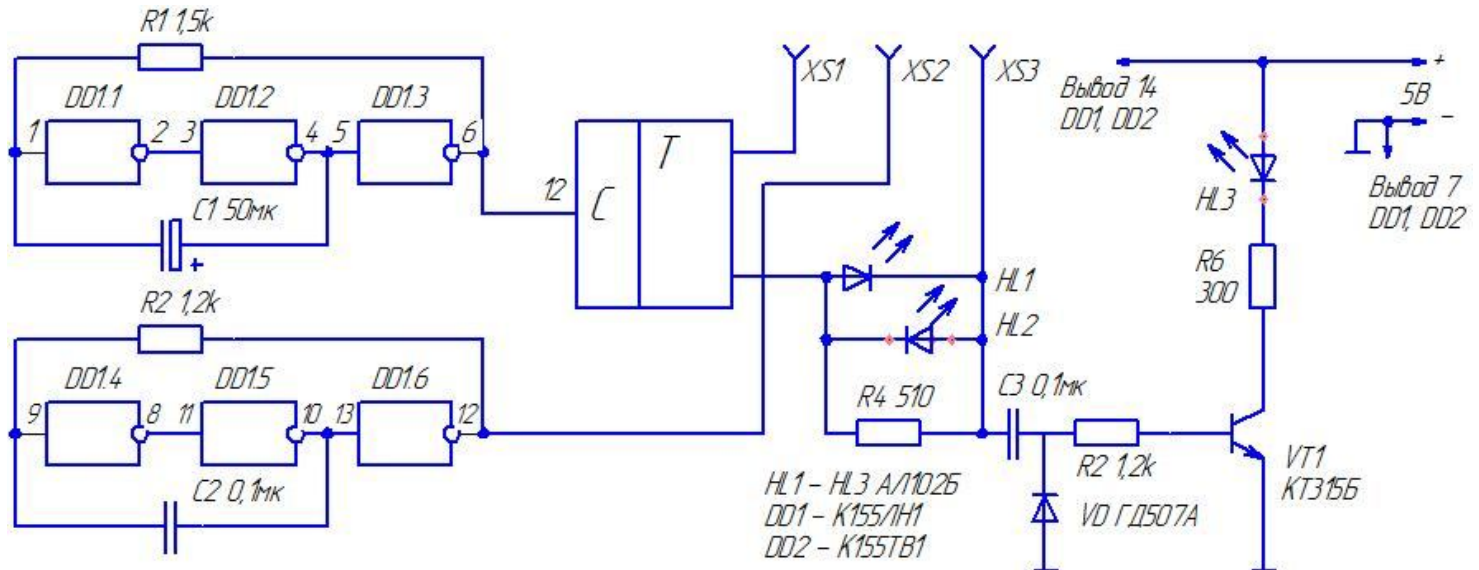 R1 1,5k
DD1.1
DD1.2
DD1.3
1
2
3
4
5
6
C1 50мк
+
12
C
T
XS1
XS2
XS3
Вывод 14
DD1, DD2
+
5В
-
Вывод 7
DD1, DD2
HL3
R6
300
HL1
HL2
R4 510
C3 0,1мк
R2 1,2k
VT1
КТ315Б
VD ГД507А
R2 1,2k
DD1.4
DD1.5
DD1.6
9
8
11
10
13
12
C2 0,1мк
HL1 – HL3 АЛ102Б
DD1 – К155ЛН1
DD2 – К155ТВ1